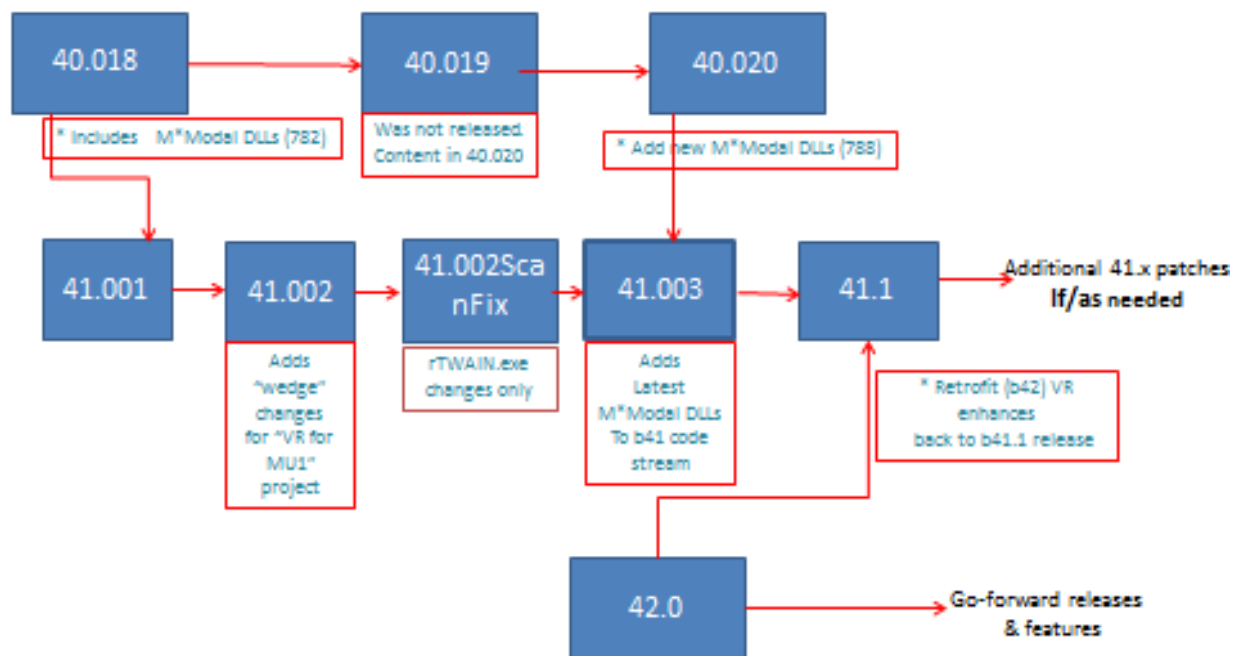 40.018
40.019
40.020
* Includes M*Modal DLLs (782)
Was not released.
Content in 40.020
* Add new M*Modal DLLs (788)
41.001
41.002
41.002Sca
nFix
41.003
41.1
Additional 41.x patches
If/as needed
Adds
“wedge”
changes
for “VR for
MU1”
project
rTWAIN.exe
changes only
Adds
Latest
M*Modal DLLs
To b41 code
stream
* Retrofit (b42) VR
enhances
back to b41.1 release
42.0
Go-forward releases
& features